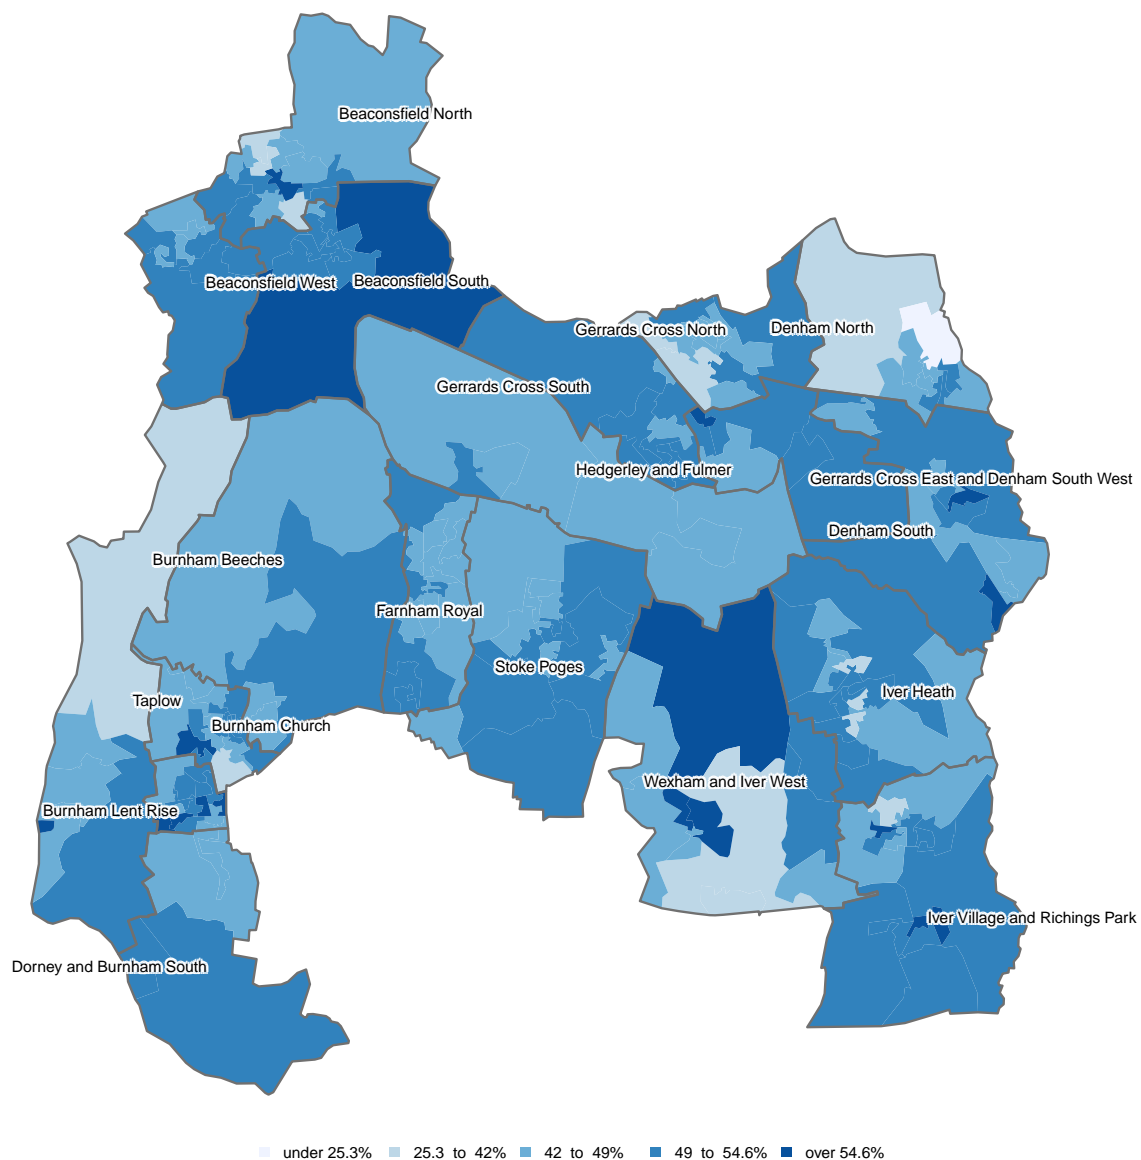 Beaconsfield North
Beaconsfield West
Beaconsfield South
Gerrards Cross North
Denham North
Gerrards Cross South
Hedgerley and Fulmer
Gerrards Cross East and Denham South West
Denham South
Burnham Beeches
Farnham Royal
Stoke Poges
Iver Heath
Taplow
Burnham Church
Wexham and Iver West
Burnham Lent Rise
Iver Village and Richings Park
Dorney and Burnham South
under 25.3% 25.3 to 42% 42 to 49% 49 to 54.6% over 54.6%